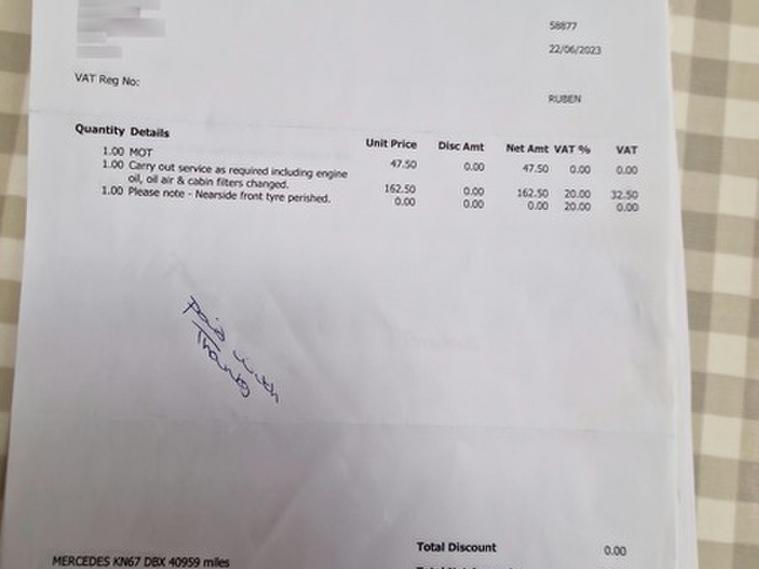 58877
22/06/2023
VAT Reg No:
RUBEN
Quantity Details Unit Price Disc Amt Net Amt VAT % VAT
1.00 MOT 47.50 0.00 47.50 0.00 0.00
1.00 Carry out service as required including engine
oil, oil air & cabin filters changed. 162.50 0.00 162.50 20.00 32.50
1.00 Please note - Nearside front tyre perished. 0.00 0.00 0.00 20.00 0.00
paid with
Thanks
Total Discount 0.00
MERCEDES KN67 DBX 40959 miles